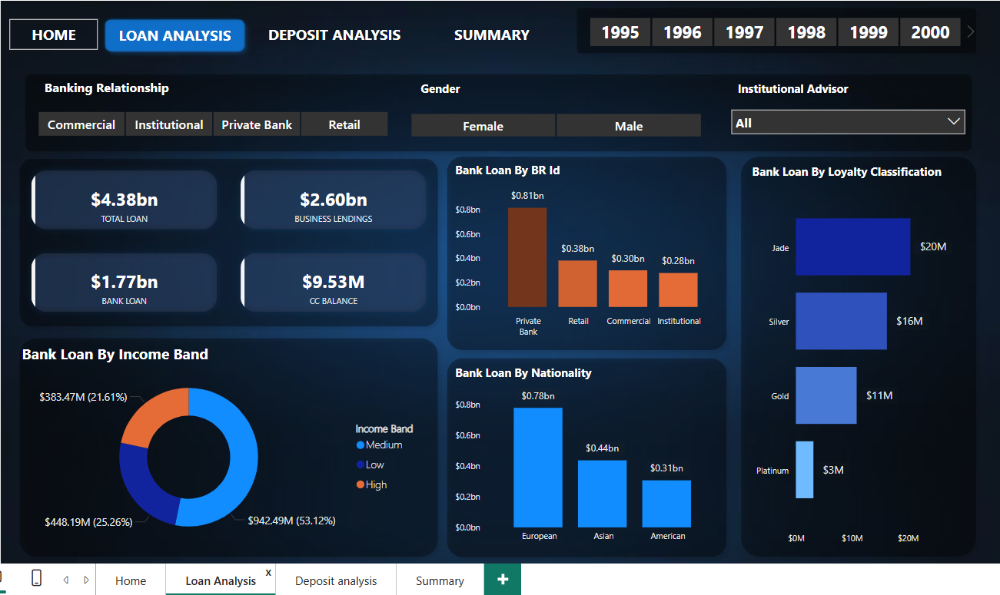 HOME
LOAN ANALYSIS
DEPOSIT ANALYSIS
SUMMARY
1995
1996
1997
1998
1999
2000
Banking Relationship
Commercial
Institutional
Private Bank
Retail
Gender
Female
Male
Institutional Advisor
All
$4.38bn
TOTAL LOAN
$2.60bn
BUSINESS LENDINGS
$1.77bn
BANK LOAN
$9.53M
CC BALANCE
Bank Loan By BR Id
$0.81bn
$0.38bn
$0.30bn
$0.28bn
$0.8bn
$0.6bn
$0.4bn
$0.2bn
$0.0bn
Private
Bank
Retail
Commercial
Institutional
Bank Loan By Loyalty Classification
Jade
$20M
Silver
$16M
Gold
$11M
Platinum
$3M
$0M
$10M
$20M
Bank Loan By Income Band
$383.47M (21.61%)
$448.19M (25.26%)
$942.49M (53.12%)
Income Band
Medium
Low
High
Bank Loan By Nationality
$0.78bn
$0.44bn
$0.31bn
$0.8bn
$0.6bn
$0.4bn
$0.2bn
$0.0bn
European
Asian
American
Home
Loan Analysis
X
Deposit analysis
Summary
+